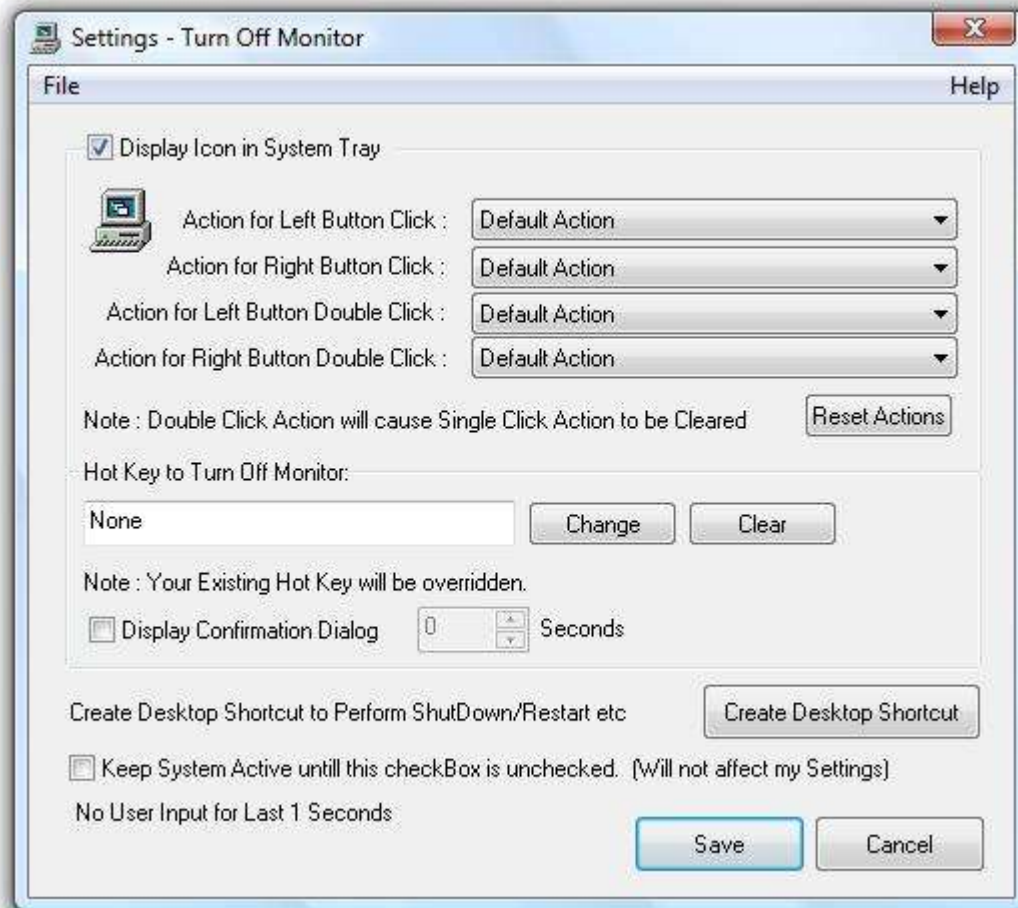 Settings - Turn Off Monitor
File Help
Display Icon in System Tray
Action for Left Button Click : Default Action
Action for Right Button Click : Default Action
Action for Left Button Double Click : Default Action
Action for Right Button Double Click : Default Action
Note : Double Click Action will cause Single Click Action to be Cleared Reset Actions
Hot Key to Turn Off Monitor:
None Change Clear
Note : Your Existing Hot Key will be overridden.
Display Confirmation Dialog 0 Seconds
Create Desktop Shortcut to Perform ShutDown/Restart etc Create Desktop Shortcut
Keep System Active untill this checkBox is unchecked. (Will not affect my Settings)
No User Input for Last 1 Seconds
Save Cancel